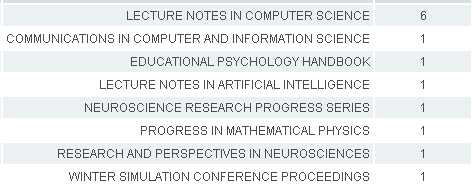 LECTURE NOTES IN COMPUTER SCIENCE 6
COMMUNICATIONS IN COMPUTER AND INFORMATION SCIENCE 1
EDUCATIONAL PSYCHOLOGY HANDBOOK 1
LECTURE NOTES IN ARTIFICIAL INTELLIGENCE 1
NEUROSCIENCE RESEARCH PROGRESS SERIES 1
PROGRESS IN MATHEMATICAL PHYSICS 1
RESEARCH AND PERSPECTIVES IN NEUROSCIENCES 1
WINTER SIMULATION CONFERENCE PROCEEDINGS 1